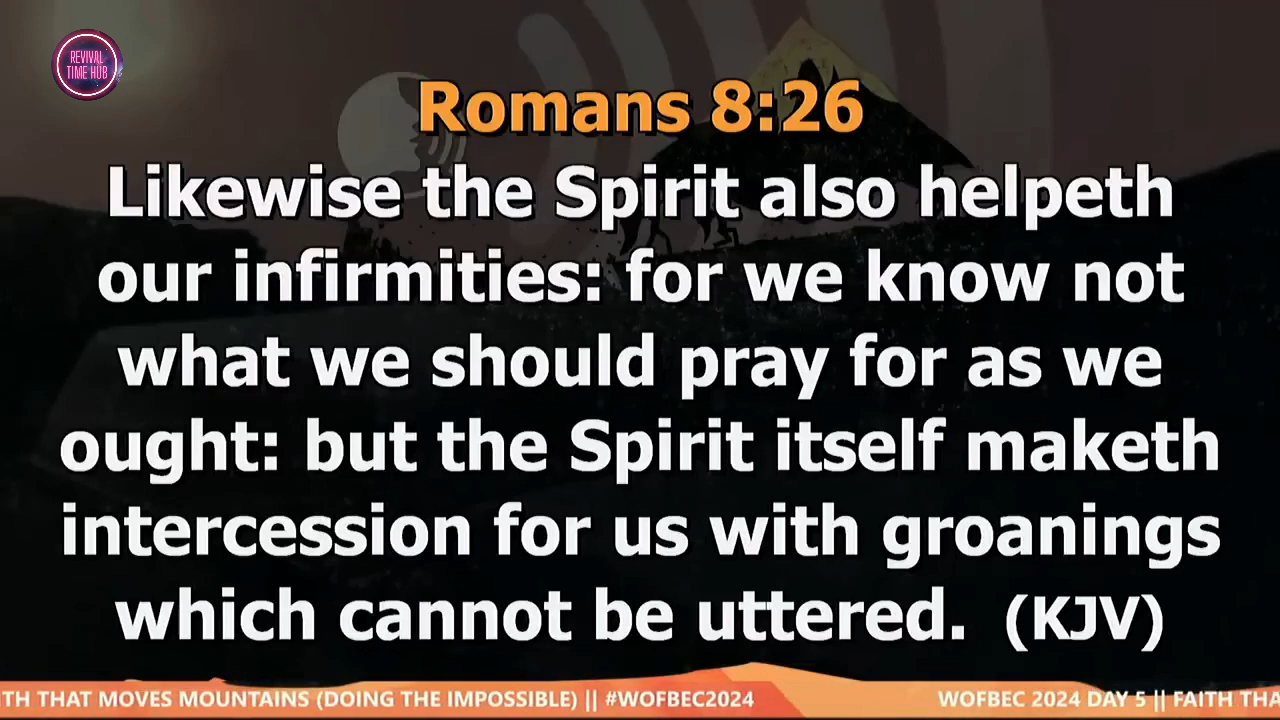 REVIVAL
TIME HUB
Romans 8:26
Likewise the Spirit also helpeth
our infirmities: for we know not
what we should pray for as we
ought: but the Spirit itself maketh
intercession for us with groanings
which cannot be uttered. (KJV)
ITH THAT MOVES MOUNTAINS (DOING THE IMPOSSIBLE) || #WOFBEC2024 WOFBEC 2024 DAY 5 || FAITH THA